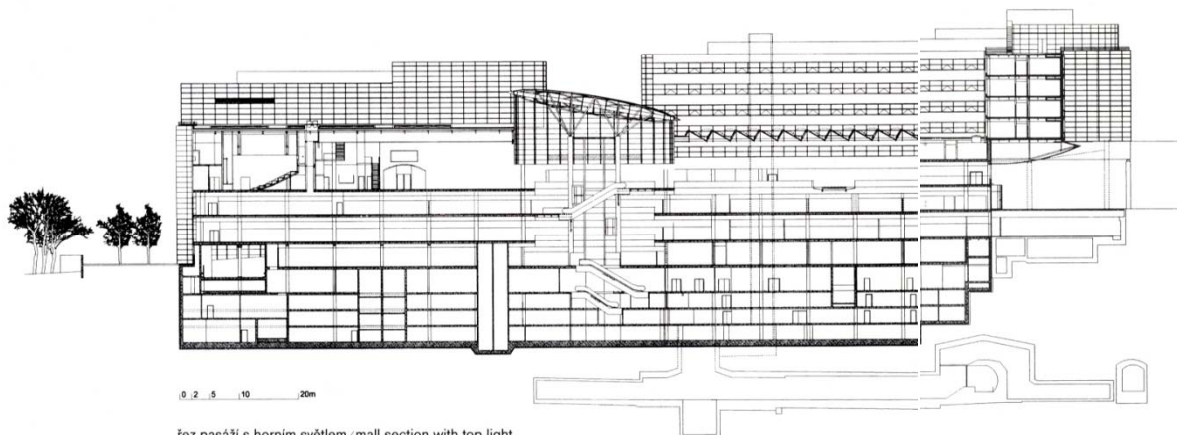 0 2 5 10 20m
řez pasáží s horním světlem/mall section with top light